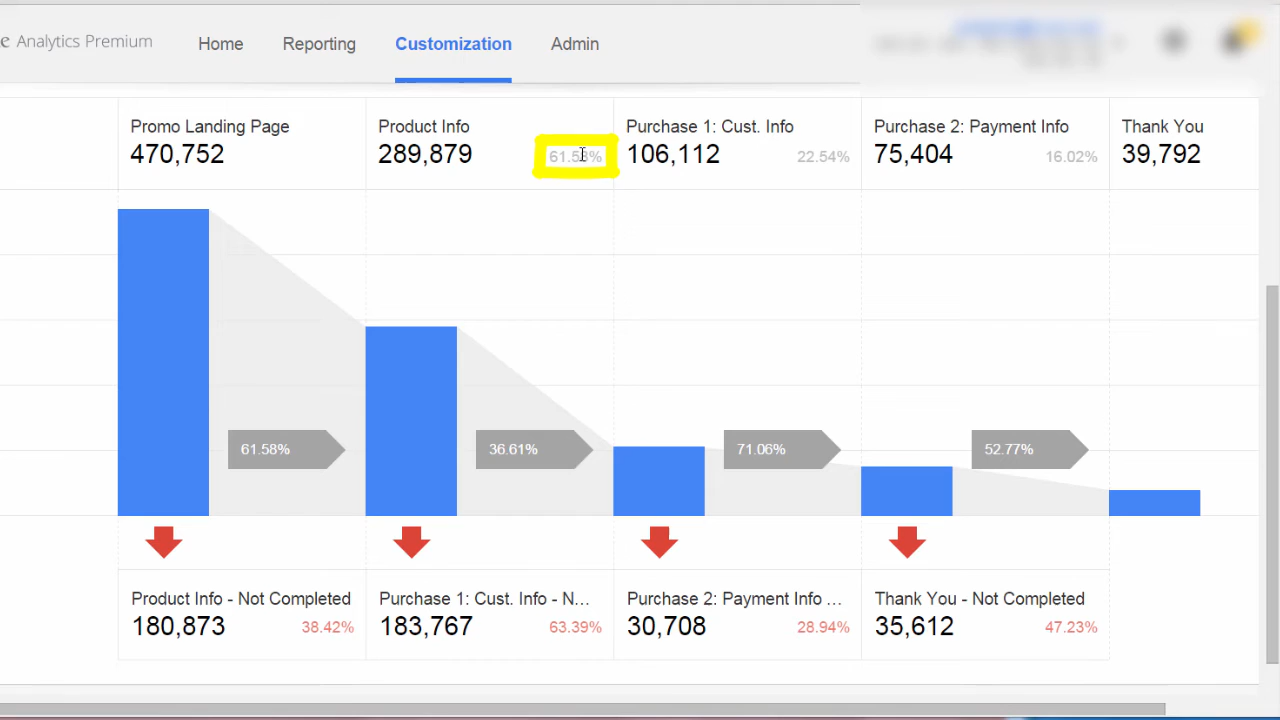 Analytics Premium Home Reporting Customization Admin
Promo Landing Page
470,752
Product Info
289,879 61.58%
Purchase 1: Cust. Info
106,112 22.54%
Purchase 2: Payment Info
75,404 16.02%
Thank You
39,792
61.58% 36.61% 71.06% 52.77%
Product Info - Not Completed
180,873 38.42%
Purchase 1: Cust. Info - N...
183,767 63.39%
Purchase 2: Payment Info ...
30,708 28.94%
Thank You - Not Completed
35,612 47.23%